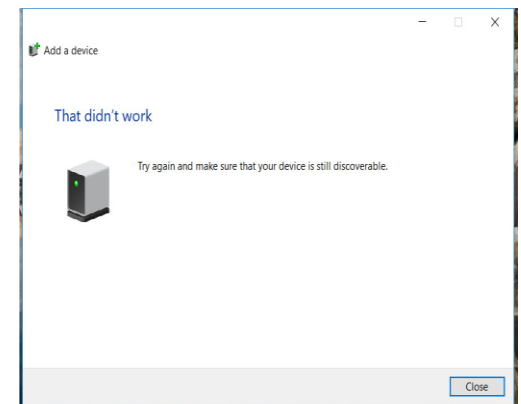 Add a device
That didn't work
Try again and make sure that your device is still discoverable.
Close